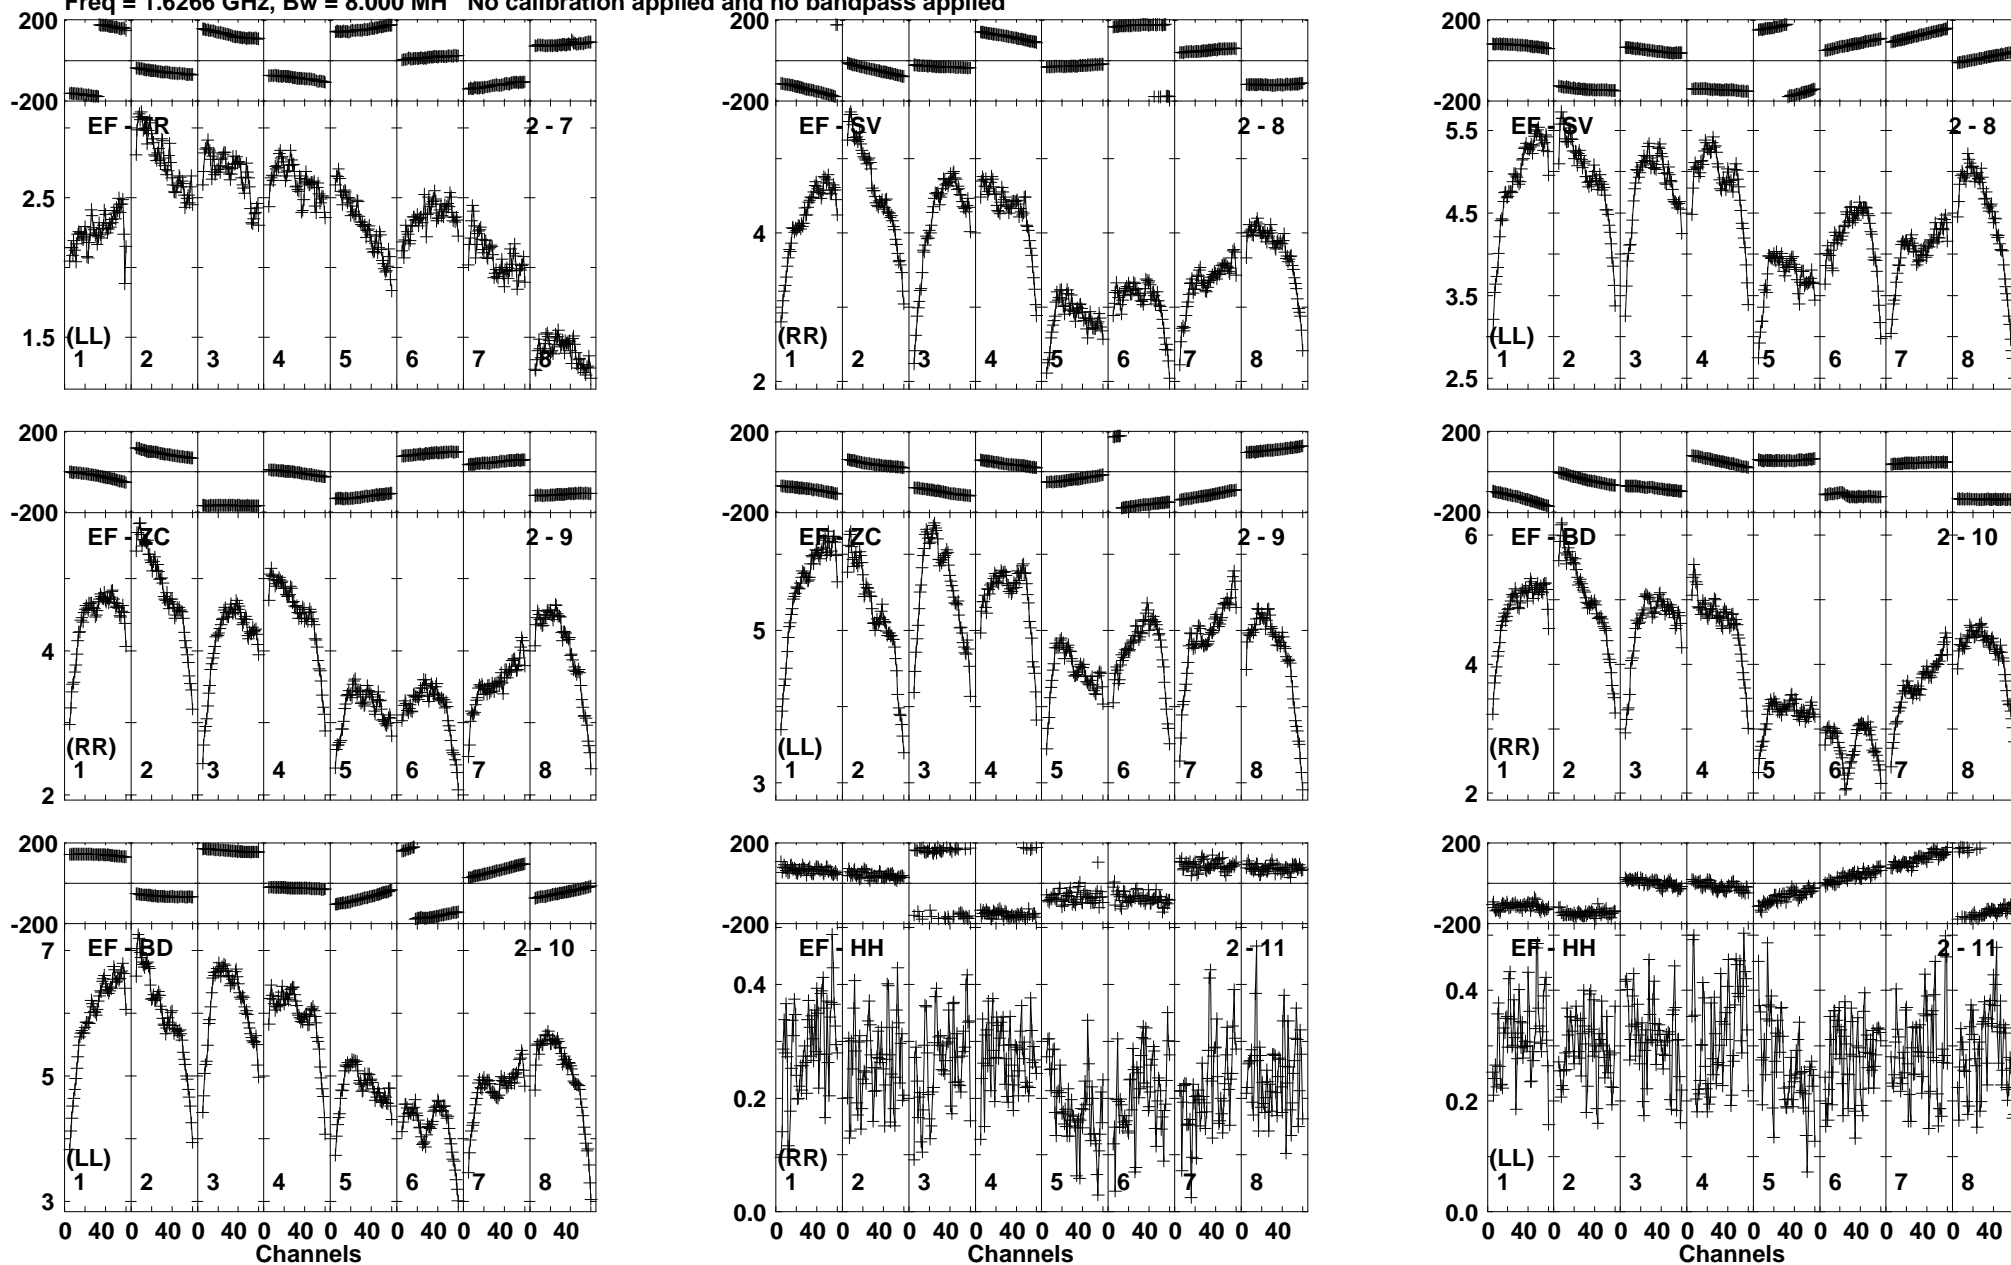 Freq = 1.6266 GHz, Bw = 8.000 MH No calibration applied and no bandpass applied
200
-200
EF - TR 2 - 7
2.5
1.5
(LL)
1 2 3 4 5 6 7 8
200
-200
EF - SV 2 - 8
4
2
(RR)
1 2 3 4 5 6 7 8
200
-200
EF - SV 2 - 8
5.5
4.5
3.5
2.5
(LL)
1 2 3 4 5 6 7 8
200
-200
EF - ZC 2 - 9
4
2
(RR)
1 2 3 4 5 6 7 8
200
-200
EF - ZC 2 - 9
5
3
(LL)
1 2 3 4 5 6 7 8
200
-200
EF - BD 2 - 10
6
4
2
(RR)
1 2 3 4 5 6 7 8
200
-200
EF - BD 2 - 10
7
5
3
(LL)
1 2 3 4 5 6 7 8
0 40 0 40 0 40 0 40 0 40 0 40 0 40 0 40
Channels
200
-200
EF - HH 2 - 11
0.4
0.2
0.0
(RR)
1 2 3 4 5 6 7 8
0 40 0 40 0 40 0 40 0 40 0 40 0 40 0 40
Channels
200
-200
EF - HH 2 - 11
0.4
0.2
0.0
(LL)
1 2 3 4 5 6 7 8
0 40 0 40 0 40 0 40 0 40 0 40 0 40 0 40
Channels